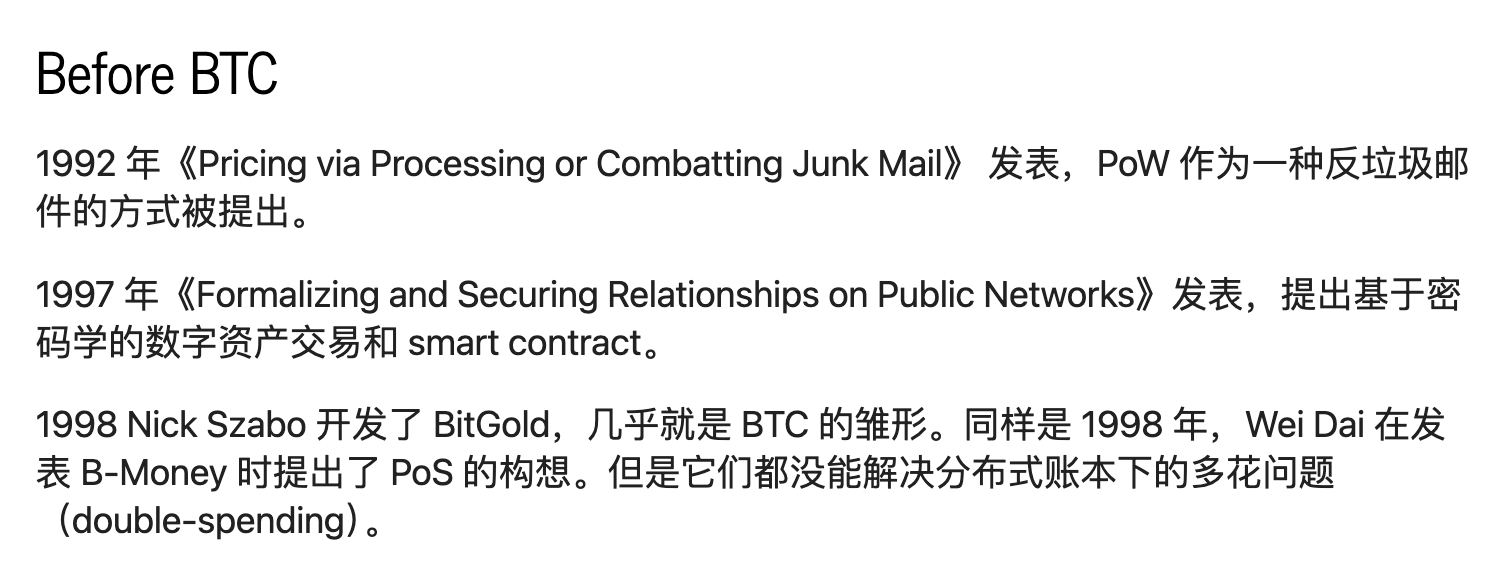 Before BTC
1992 年《Pricing via Processing or Combatting Junk Mail》 发表，PoW 作为一种反垃圾邮
件的方式被提出。
1997 年《Formalizing and Securing Relationships on Public Networks》发表，提出基于密
码学的数字资产交易和 smart contract。
1998 Nick Szabo 开发了 BitGold，几乎就是 BTC 的雏形。同样是 1998 年，Wei Dai 在发
表 B-Money 时提出了 PoS 的构想。但是它们都没能解决分布式账本下的多花问题
（double-spending）。